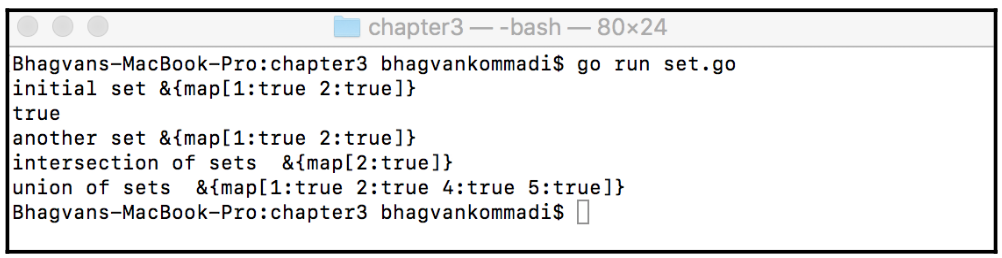 chapter3 — -bash — 80×24
Bhagvans-MacBook-Pro:chapter3 bhagvankommadi$ go run set.go
initial set &{map[1:true 2:true]}
true
another set &{map[1:true 2:true]}
intersection of sets  &{map[2:true]}
union of sets  &{map[1:true 2:true 4:true 5:true]}
Bhagvans-MacBook-Pro:chapter3 bhagvankommadi$